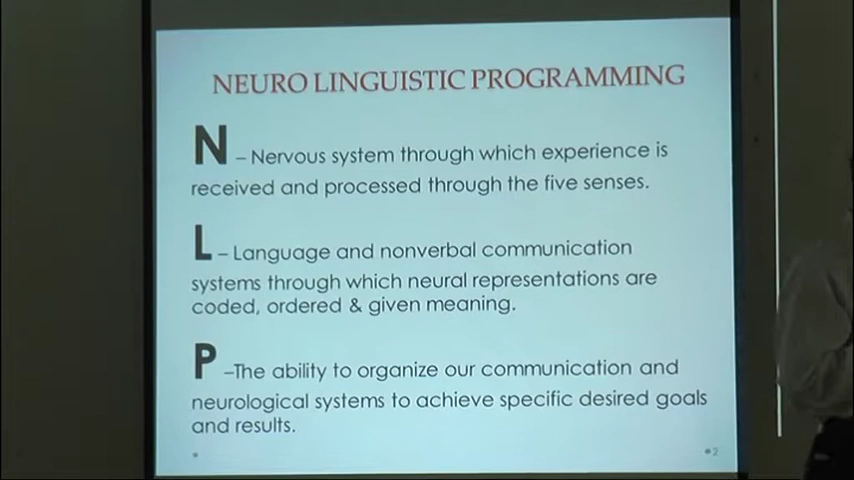 NEURO LINGUISTIC PROGRAMMING
N – Nervous system through which experience is
received and processed through the five senses.
L – Language and nonverbal communication
systems through which neural representations are
coded, ordered & given meaning.
P –The ability to organize our communication and
neurological systems to achieve specific desired goals
and results.
2